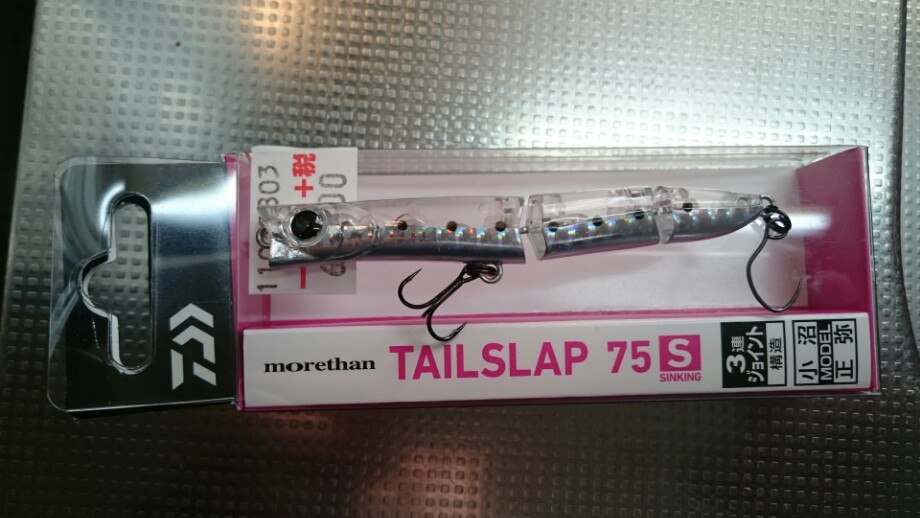 +税
morethan TAILSLAP 75 S
SINKING
3連
ジョイント
構造
小沼
MODEL
正弥